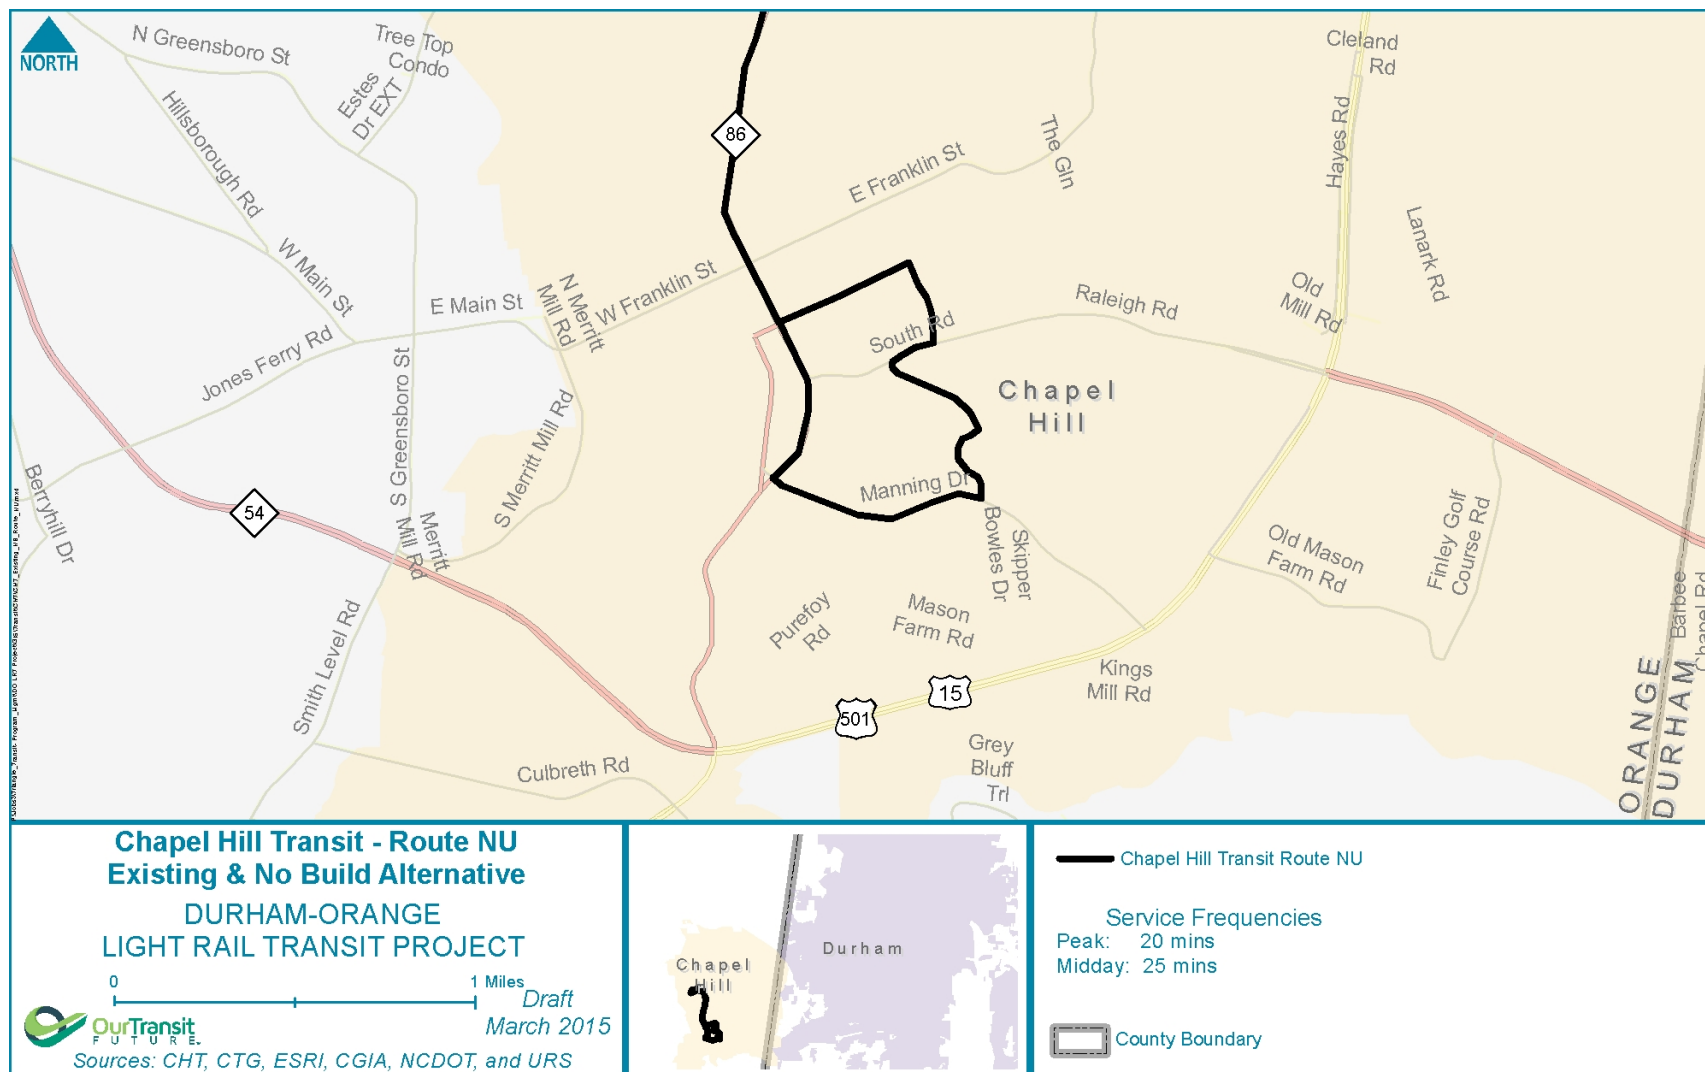 NORTH
N Greensboro St
Tree Top
Condo
Estes
Dr EXT
Hillsborough Rd
W Main St
E Main St
Jones Ferry Rd
S Greensboro St
N Merritt
Mill Rd
W Franklin St
E Franklin St
86
The Gln
Cleland
Rd
Hayes Rd
Lanark Rd
Old
Mill Rd
Raleigh Rd
South Rd
Chapel
Hill
Manning Dr
S Merritt Mill Rd
Merritt
Mill Rd
54
Berryhill Dr
Smith Level Rd
Culbreth Rd
Purefoy
Rd
Mason
Farm Rd
Skipper
Bowles Dr
Old Mason
Farm Rd
Finley Golf
Course Rd
Kings
Mill Rd
15
501
Grey
Bluff
Trl
Barbee
Chapel Rd
ORANGE
DURHAM
Chapel Hill Transit - Route NU
Existing & No Build Alternative
DURHAM-ORANGE
LIGHT RAIL TRANSIT PROJECT
0
1 Miles
Draft
March 2015
OurTransit
FUTURE
Sources: CHT, CTG, ESRI, CGIA, NCDOT, and URS
Chapel
Hill
Durham
Chapel Hill Transit Route NU
Service Frequencies
Peak: 20 mins
Midday: 25 mins
County Boundary